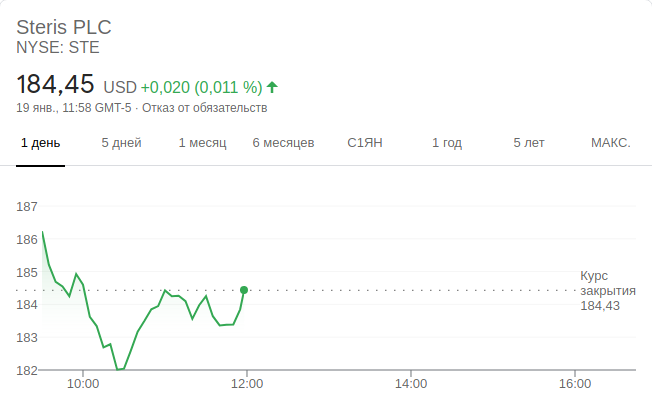 Steris PLC
NYSE: STE
184,45 USD +0,020 (0,011 %)
19 янв., 11:58 GMT-5 · Отказ от обязательств
1 день 5 дней 1 месяц 6 месяцев С1ЯН 1 год 5 лет МАКС.
187
186
185
184
183
182
Курс
закрытия
184,43
10:00 12:00 14:00 16:00